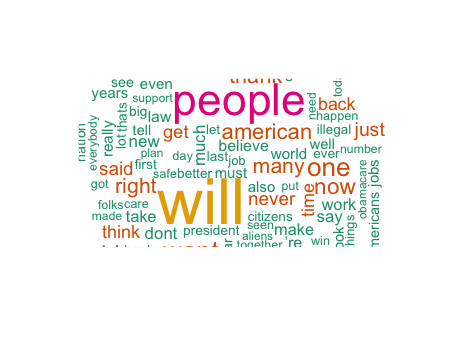 see even thank
years support people need toda
big back
lot thats law happen
nation everybody really tell get much let american illegal just
new believe well
plan day last job world ever number
said first safe better must many one
got right will also put now
folks care never time work obamacare jobs
made take citizens say
think dont president seen make things americans
want aliens together 're win